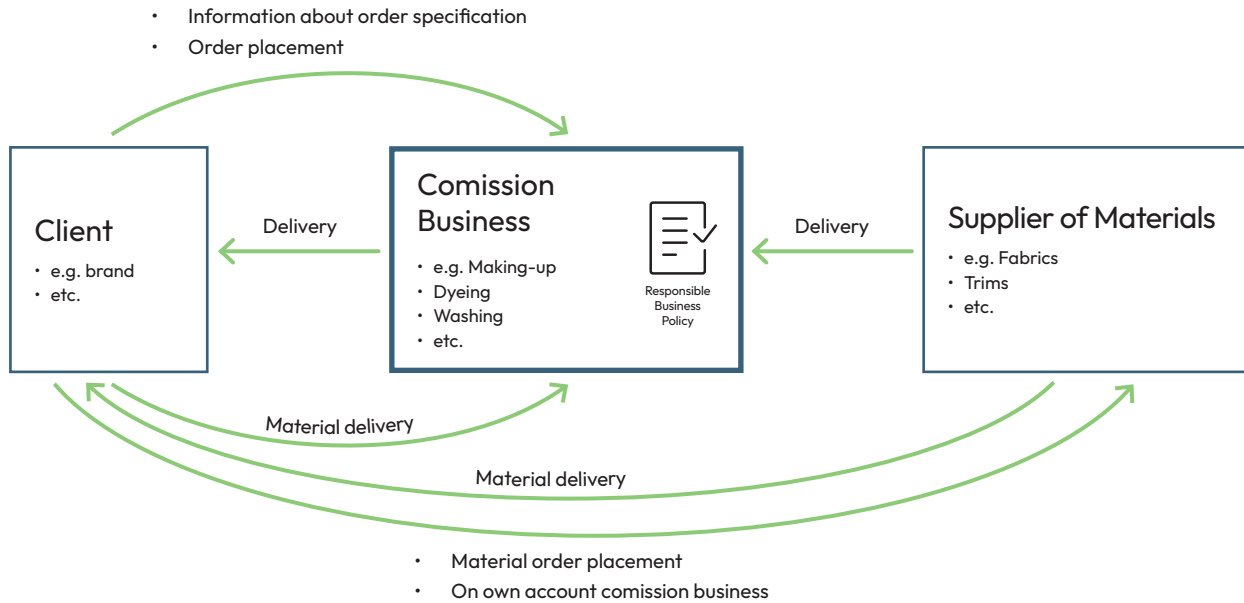 • Information about order specification
• Order placement
Client
• e.g. brand
• etc.
Delivery
Comission
Business
• e.g. Making-up
• Dyeing
• Washing
• etc.
Responsible
Business
Policy
Delivery
Supplier of Materials
• e.g. Fabrics
• Trims
• etc.
Material delivery
Material delivery
• Material order placement
• On own account comission business